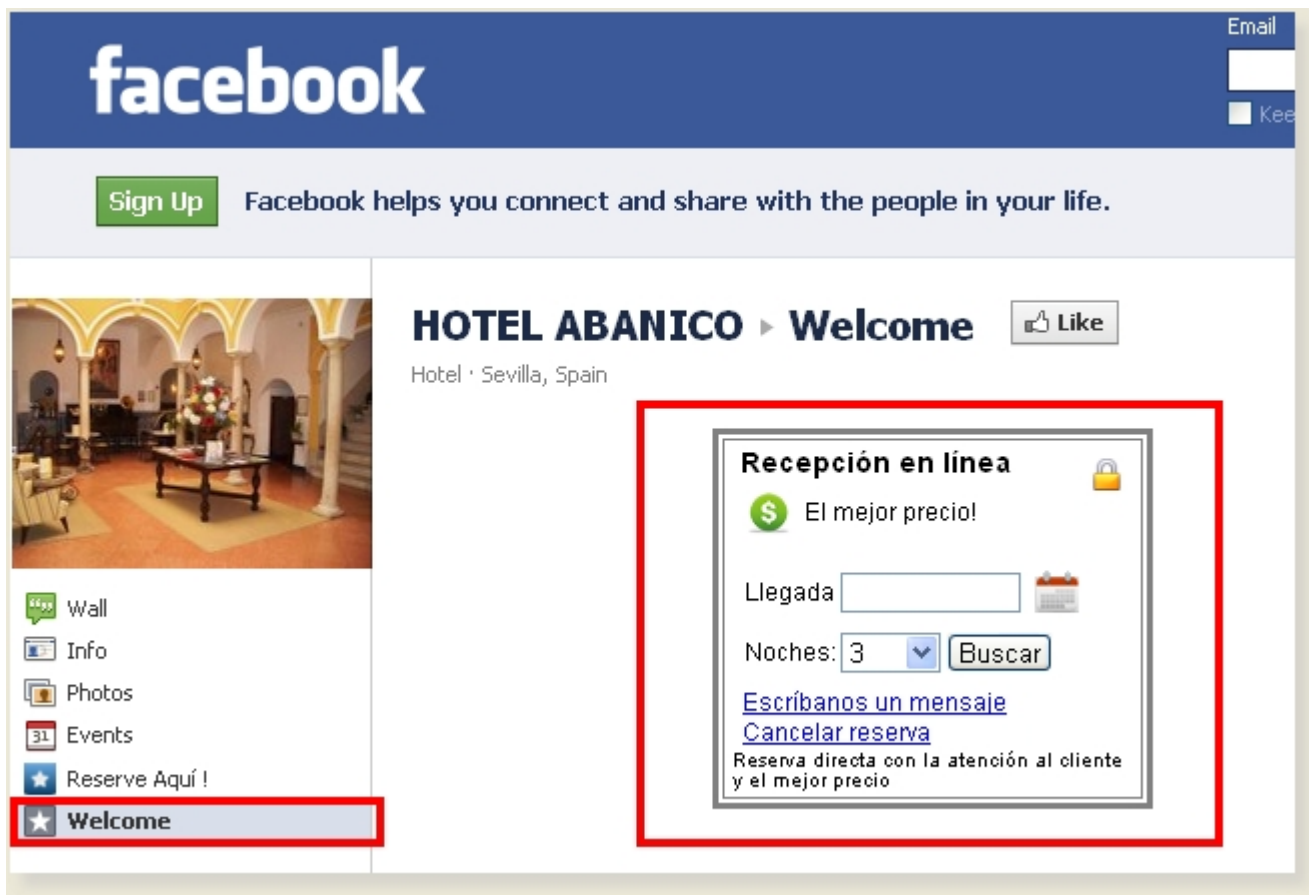 Email
facebook
Kee
Sign Up
Facebook helps you connect and share with the people in your life.
HOTEL ABANICO ▸ Welcome
Like
Hotel · Sevilla, Spain
Recepción en línea
$ El mejor precio!
Llegada
Noches: 3 Buscar
Escríbanos un mensaje
Cancelar reserva
Reserva directa con la atención al cliente
y el mejor precio
Wall
Info
Photos
31 Events
Reserve Aquí !
Welcome